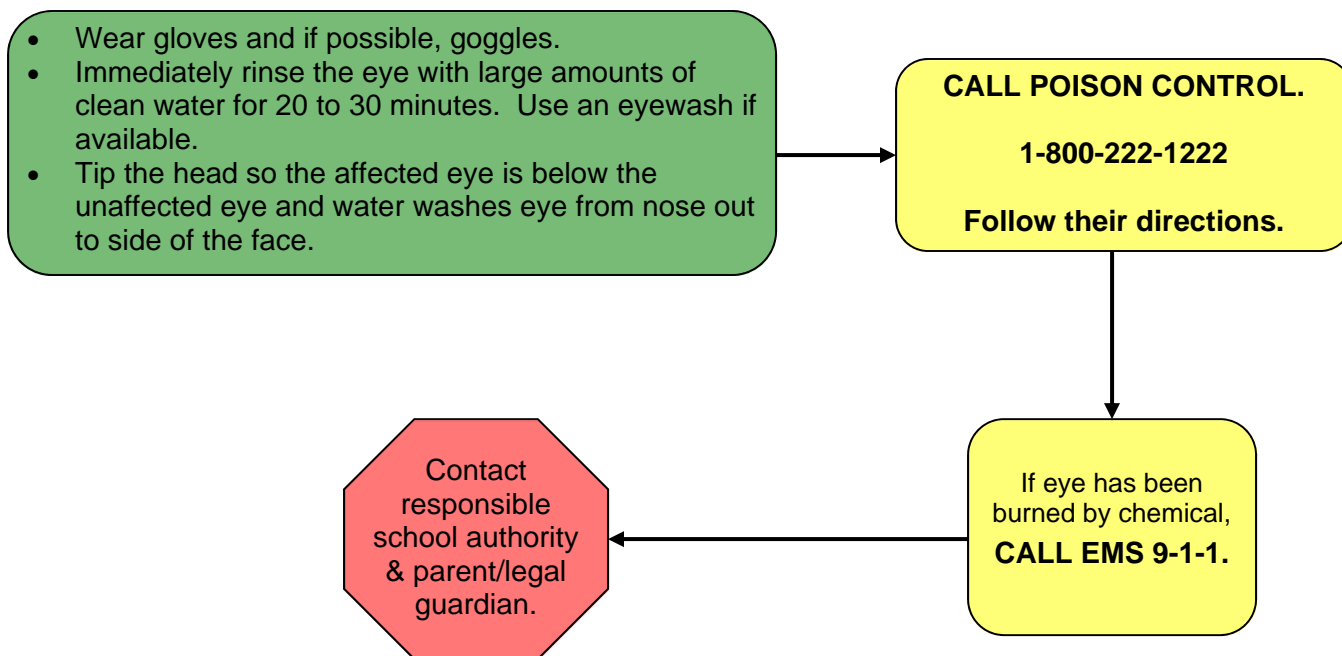 • Wear gloves and if possible, goggles.
• Immediately rinse the eye with large amounts of
clean water for 20 to 30 minutes.  Use an eyewash if
available.
• Tip the head so the affected eye is below the
unaffected eye and water washes eye from nose out
to side of the face.
CALL POISON CONTROL.
1-800-222-1222
Follow their directions.
If eye has been
burned by chemical,
CALL EMS 9-1-1.
Contact
responsible
school authority
& parent/legal
guardian.